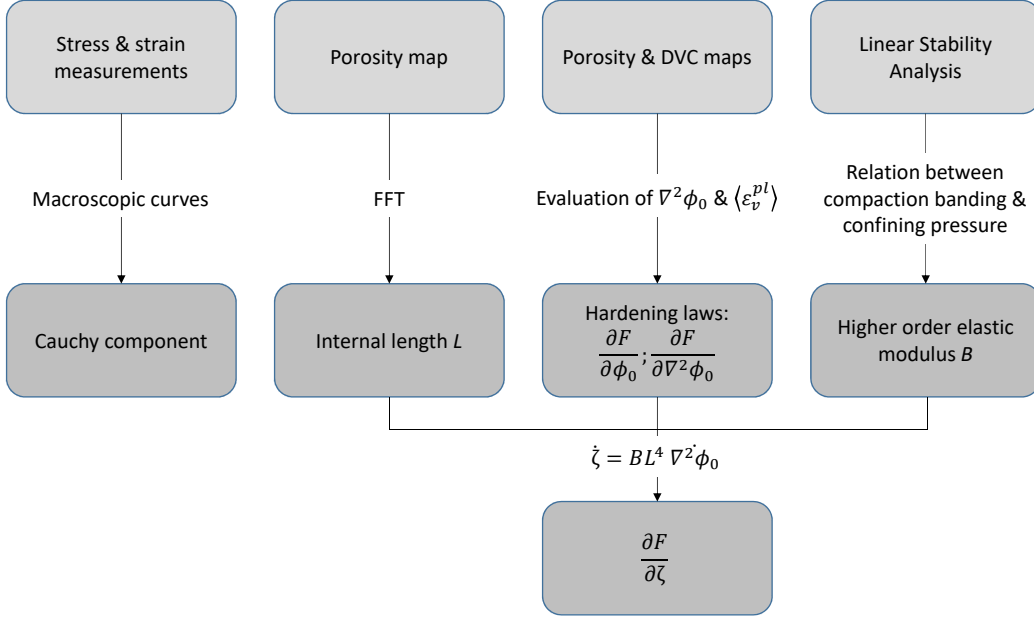 Stress & strain
measurements
Porosity map
Porosity & DVC maps
Linear Stability
Analysis
Macroscopic curves
FFT
Evaluation of ∇²ϕ₀ & ⟨ε_v^{pl}⟩
Relation between
compaction banding &
confining pressure
Cauchy component
Internal length L
Hardening laws:
∂F/∂ϕ₀ ; ∂F/∂∇²ϕ₀
Higher order elastic
modulus B
ζ̇ = BL⁴ ∇²̇ϕ₀
∂F/∂ζ